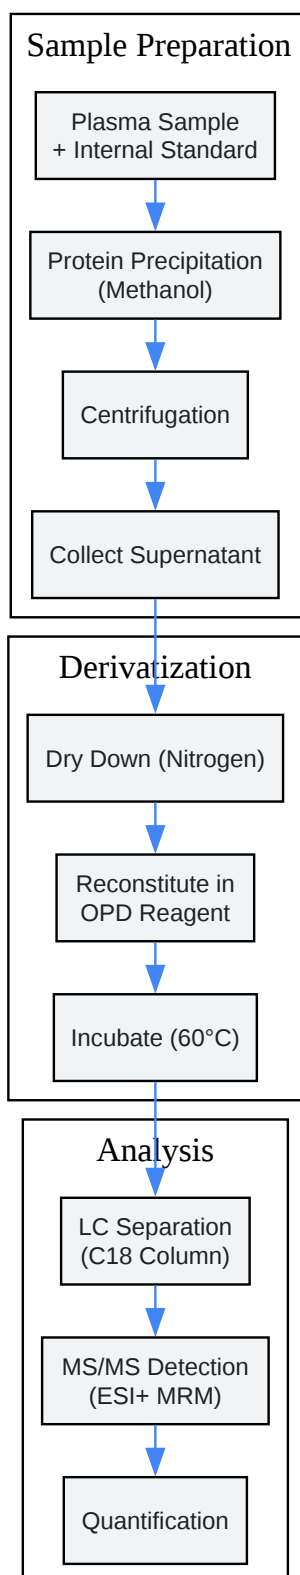 Sample Preparation
Plasma Sample
+ Internal Standard
Protein Precipitation
(Methanol)
Centrifugation
Collect Supernatant
Derivatization
Dry Down (Nitrogen)
Reconstitute in
OPD Reagent
Incubate (60°C)
Analysis
LC Separation
(C18 Column)
MS/MS Detection
(ESI+ MRM)
Quantification